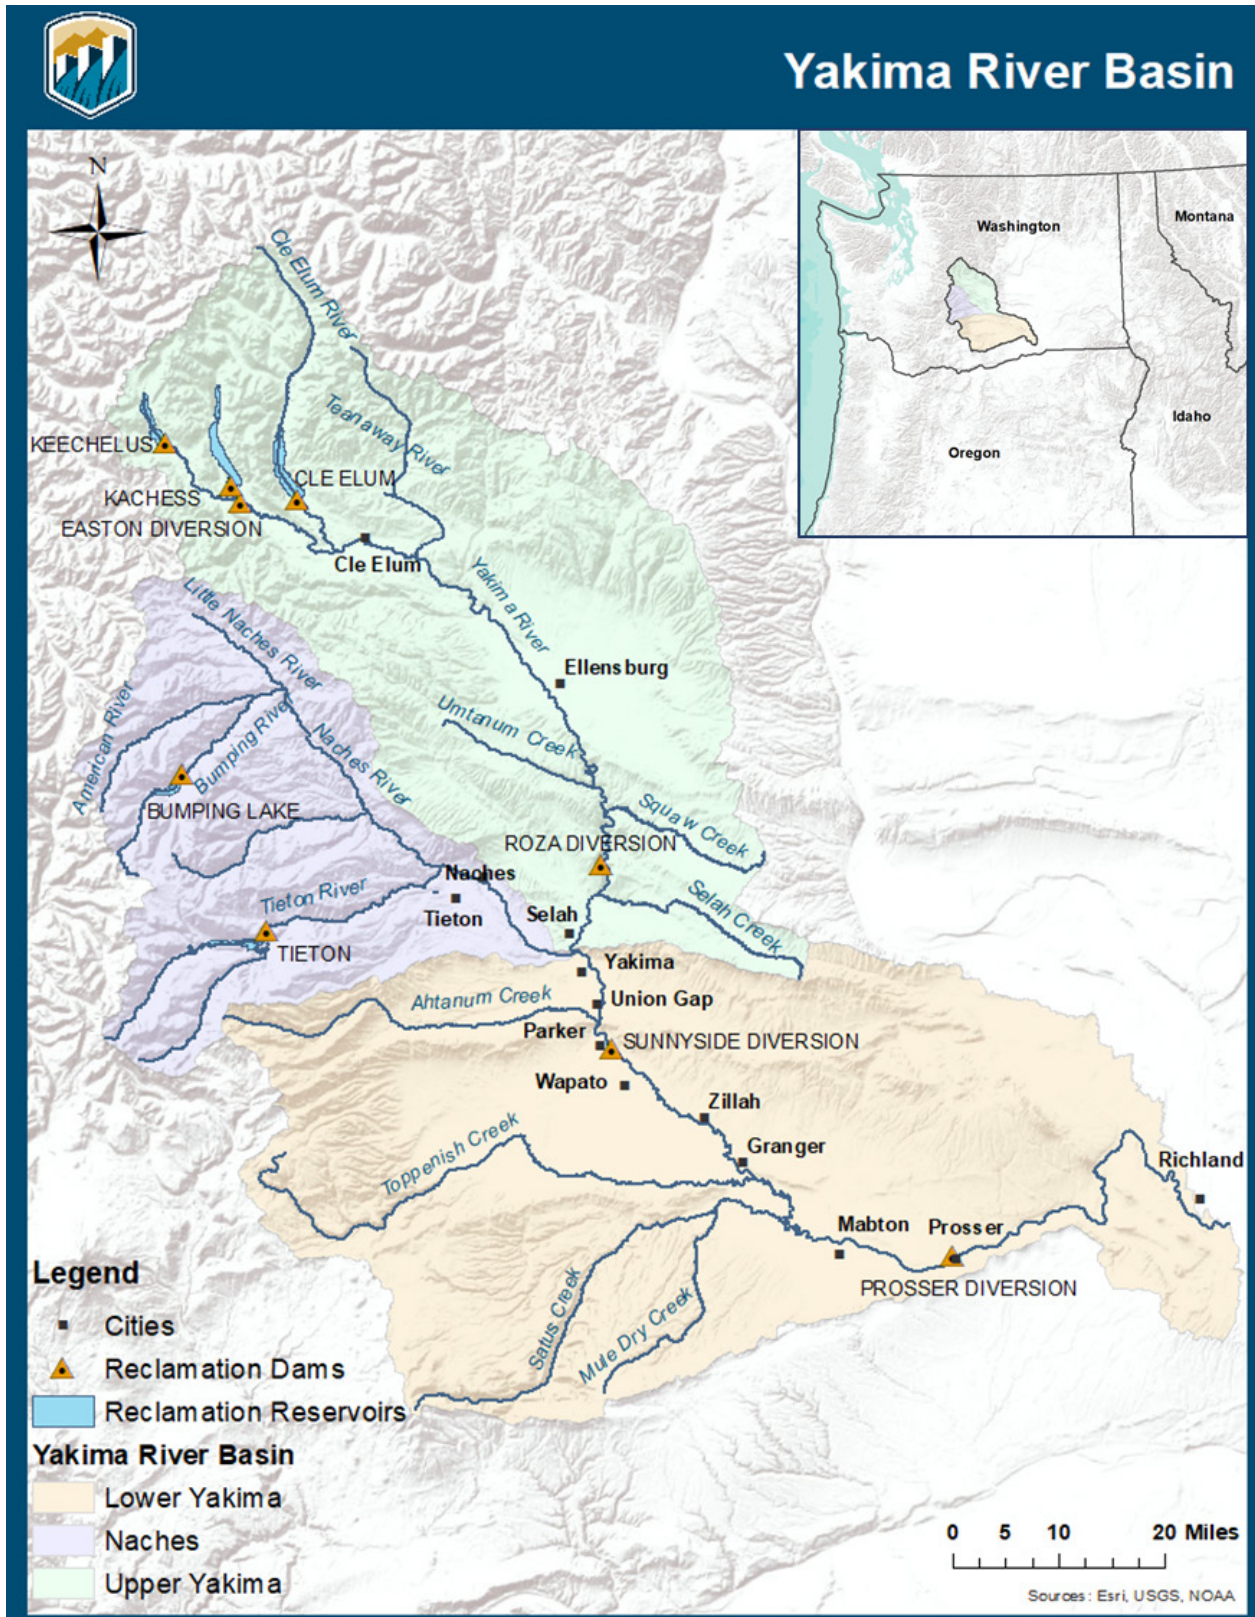 Yakima River Basin
N
Washington
Montana
Idaho
Oregon
Cle Elum River
Teanaway River
KEECHELUS
CLE ELUM
KACHESS
EASTON DIVERSION
Cle Elum
Yakima River
Little Naches River
Ellensburg
American River
Bumping River
Naches River
Umtanum Creek
BUMPING LAKE
Squaw Creek
ROZA DIVERSION
Naches
Tieton River
Tieton
Selah
Selah Creek
TIETON
Yakima
Ahtanum Creek
Union Gap
Parker
SUNNYSIDE DIVERSION
Wapato
Zillah
Toppenish Creek
Granger
Richland
Mabton
Prosser
PROSSER DIVERSION
Satus Creek
Mule Dry Creek
Legend
Cities
Reclamation Dams
Reclamation Reservoirs
Yakima River Basin
Lower Yakima
Naches
Upper Yakima
0 5 10 20 Miles
Sources: Esri, USGS, NOAA